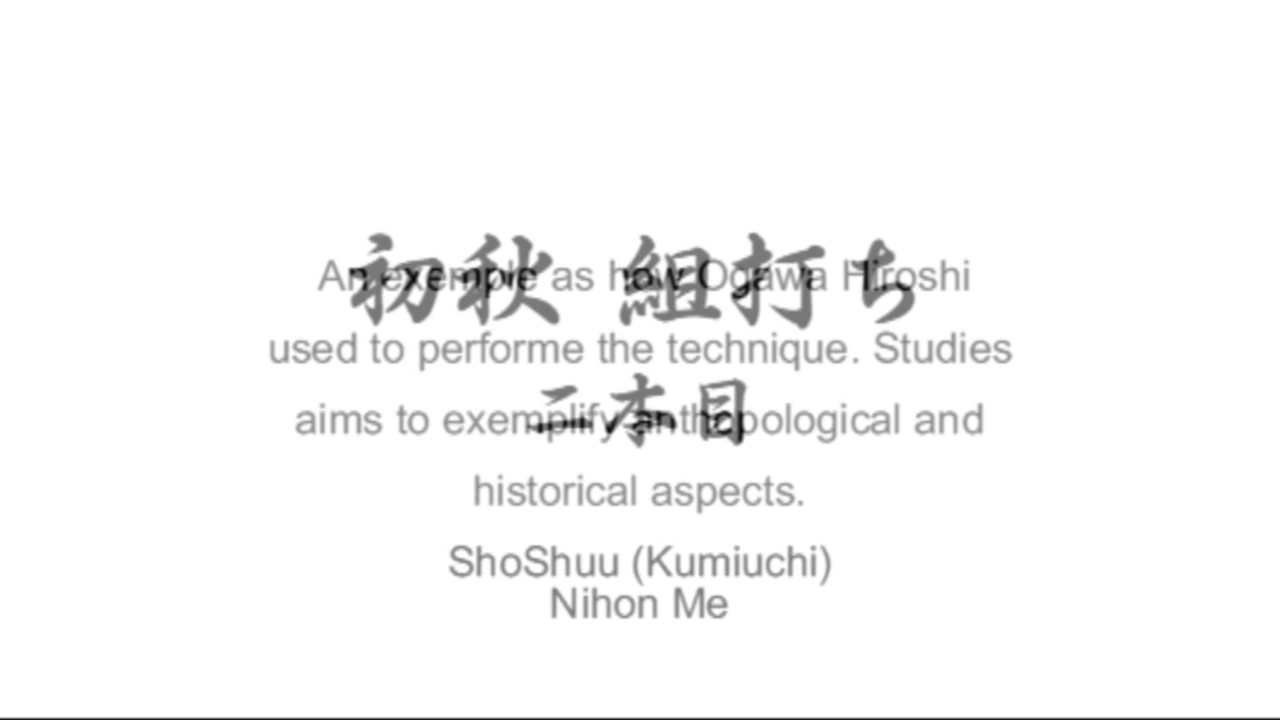 初秋 組打ち
An exemple as how Ogawa Hiroshi
used to performe the technique. Studies
二本目
aims to exemplify anthopological and
historical aspects.
ShoShuu (Kumiuchi)
Nihon Me